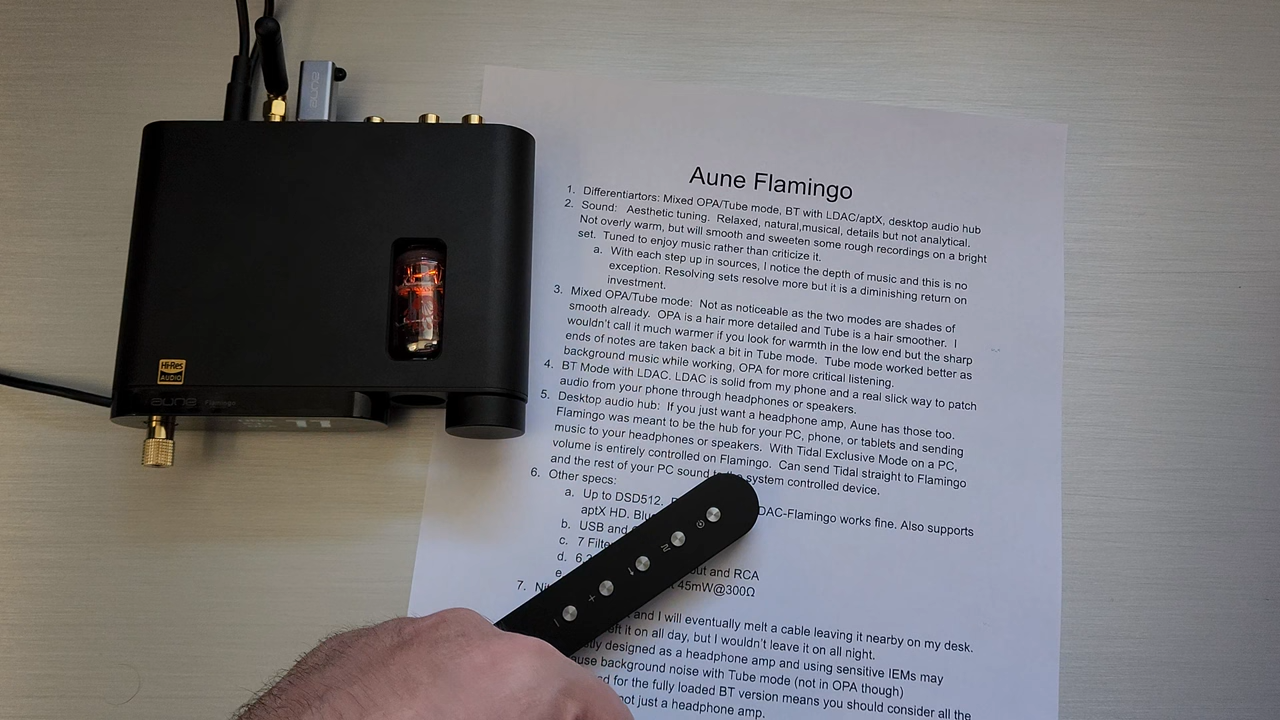 aune
Hi-Res
AUDIO
aune Flamingo
Aune Flamingo
1. Differentiartors: Mixed OPA/Tube mode, BT with LDAC/aptX, desktop audio hub
2. Sound: Aesthetic tuning. Relaxed, natural,musical, details but not analytical.
Not overly warm, but will smooth and sweeten some rough recordings on a bright
set. Tuned to enjoy music rather than criticize it.
a. With each step up in sources, I notice the depth of music and this is no
exception. Resolving sets resolve more but it is a diminishing return on
investment.
3. Mixed OPA/Tube mode: Not as noticeable as the two modes are shades of
smooth already. OPA is a hair more detailed and Tube is a hair smoother. I
wouldn't call it much warmer if you look for warmth in the low end but the sharp
ends of notes are taken back a bit in Tube mode. Tube mode worked better as
background music while working, OPA for more critical listening.
4. BT Mode with LDAC. LDAC is solid from my phone and a real slick way to patch
audio from your phone through headphones or speakers.
5. Desktop audio hub: If you just want a headphone amp, Aune has those too.
Flamingo was meant to be the hub for your PC, phone, or tablets and sending
music to your headphones or speakers. With Tidal Exclusive Mode on a PC,
volume is entirely controlled on Flamingo. Can send Tidal straight to Flamingo
and the rest of your PC sound to the system controlled device.
6. Other specs:
a. Up to DSD512. LDAC-Flamingo works fine. Also supports
aptX HD.
b. USB and
c. 7
d. 6. out and RCA
e. 45mW@300Ω
7.
and I will eventually melt a cable leaving it nearby on my desk.
left it on all day, but I wouldn't leave it on all night.
designed as a headphone amp and using sensitive IEMs may
background noise with Tube mode (not in OPA though)
for the fully loaded BT version means you should consider all the
not just a headphone amp.